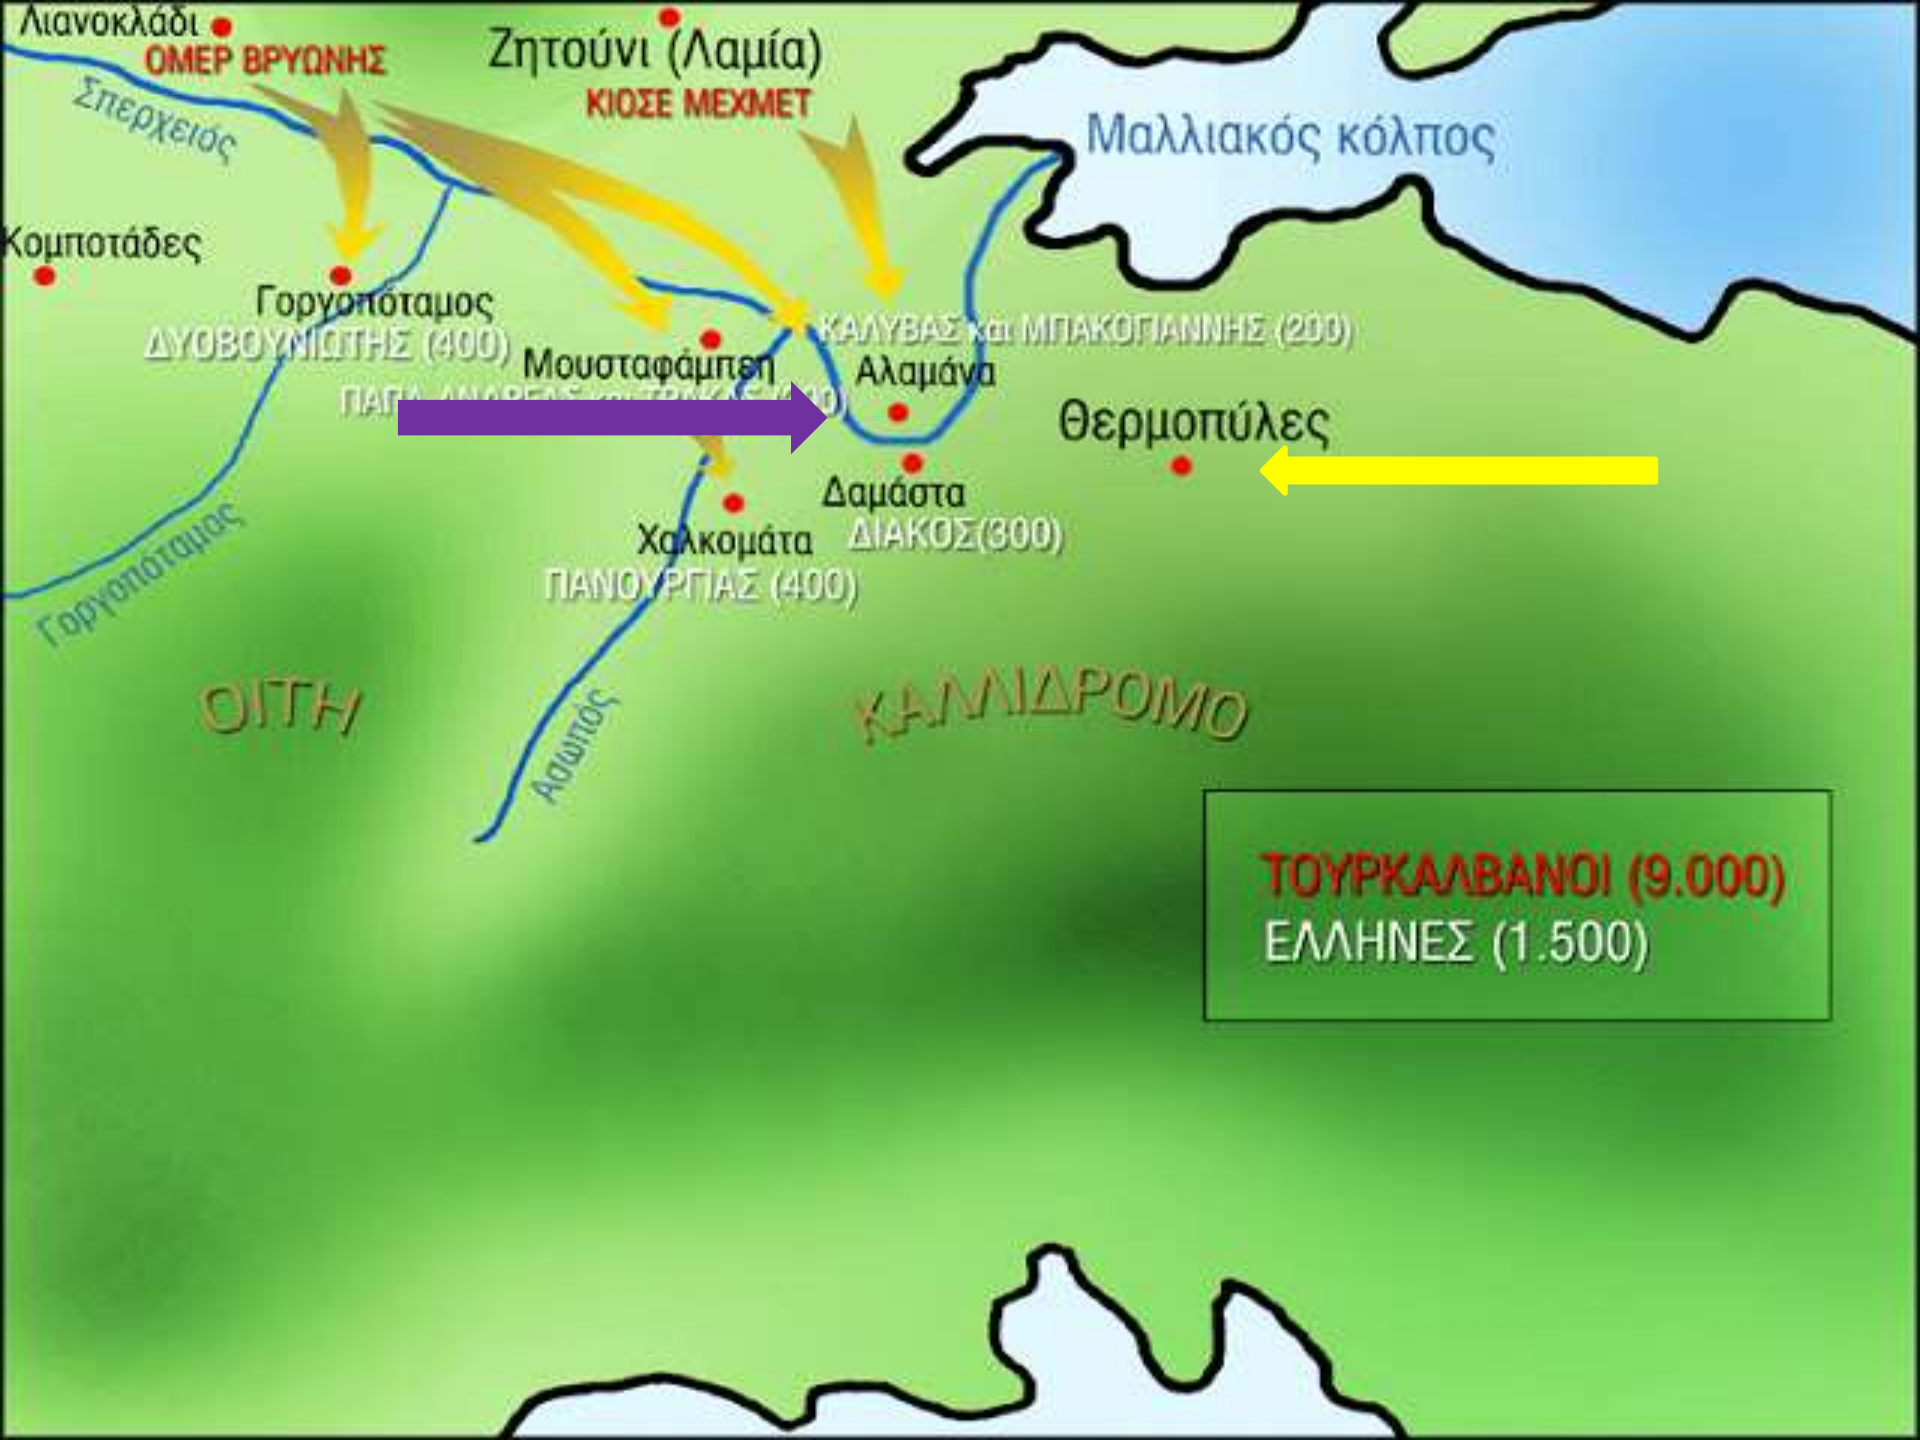 Λιανοκλάδι
ΟΜΕΡ ΒΡΥΩΝΗΣ
Ζητούνι (Λαμία)
ΚΙΟΣΕ ΜΕΧΜΕΤ
Σπερχειός
Μαλλιακός κόλπος
Κομποτάδες
Γοργοπόταμος
ΔΥΟΒΟΥΝΙΩΤΗΣ (400)
ΚΑΛΥΒΑΣ και ΜΠΑΚΟΓΙΑΝΝΗΣ (200)
Μουσταφάμπεη
Αλαμάνα
Θερμοπύλες
Δαμάστα
ΔΙΑΚΟΣ(300)
Χαλκομάτα
ΠΑΝΟΥΡΓΙΑΣ (400)
Γοργοπόταμος
ΟΙΤΗ
ΚΑΛΛΙΔΡΟΜΟ
Ασωπός
ΤΟΥΡΚΑΛΒΑΝΟΙ (9.000)
ΕΛΛΗΝΕΣ (1.500)